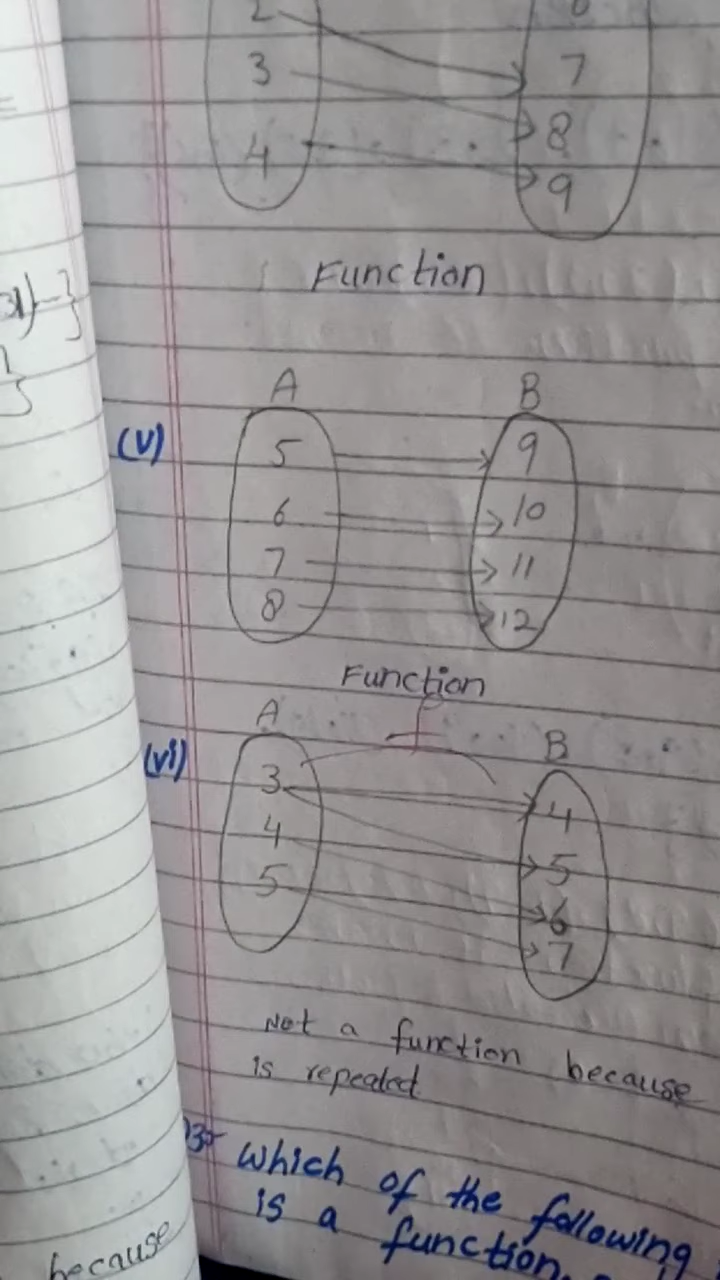 2
3 7
8
4
9
Function
A B
(v) 5 9
6 10
7 11
8 12
Function
A f B
(vi) 3 4
4 5
5 6
7
Not a function because
is repeated
Which of the following
is a function
because